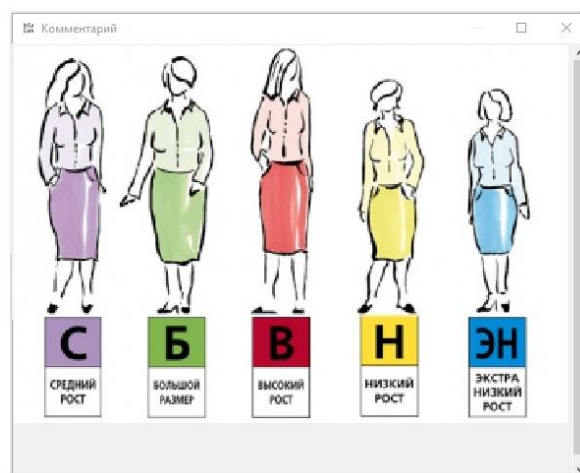 Комментарий
С
СРЕДНИЙ
РОСТ
Б
БОЛЬШОЙ
РАЗМЕР
В
ВЫСОКИЙ
РОСТ
Н
НИЗКИЙ
РОСТ
ЭН
ЭКСТРА
НИЗКИЙ
РОСТ